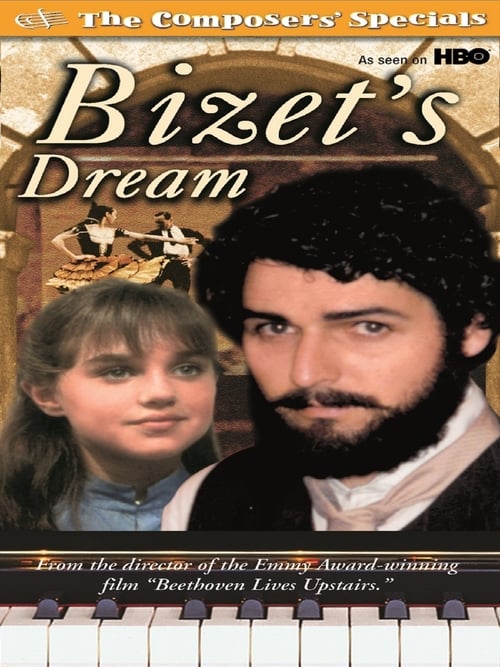 The Composers' Specials
As seen on HBO
Bizet's
Dream
From the director of the Emmy Award-winning
film “Beethoven Lives Upstairs.”